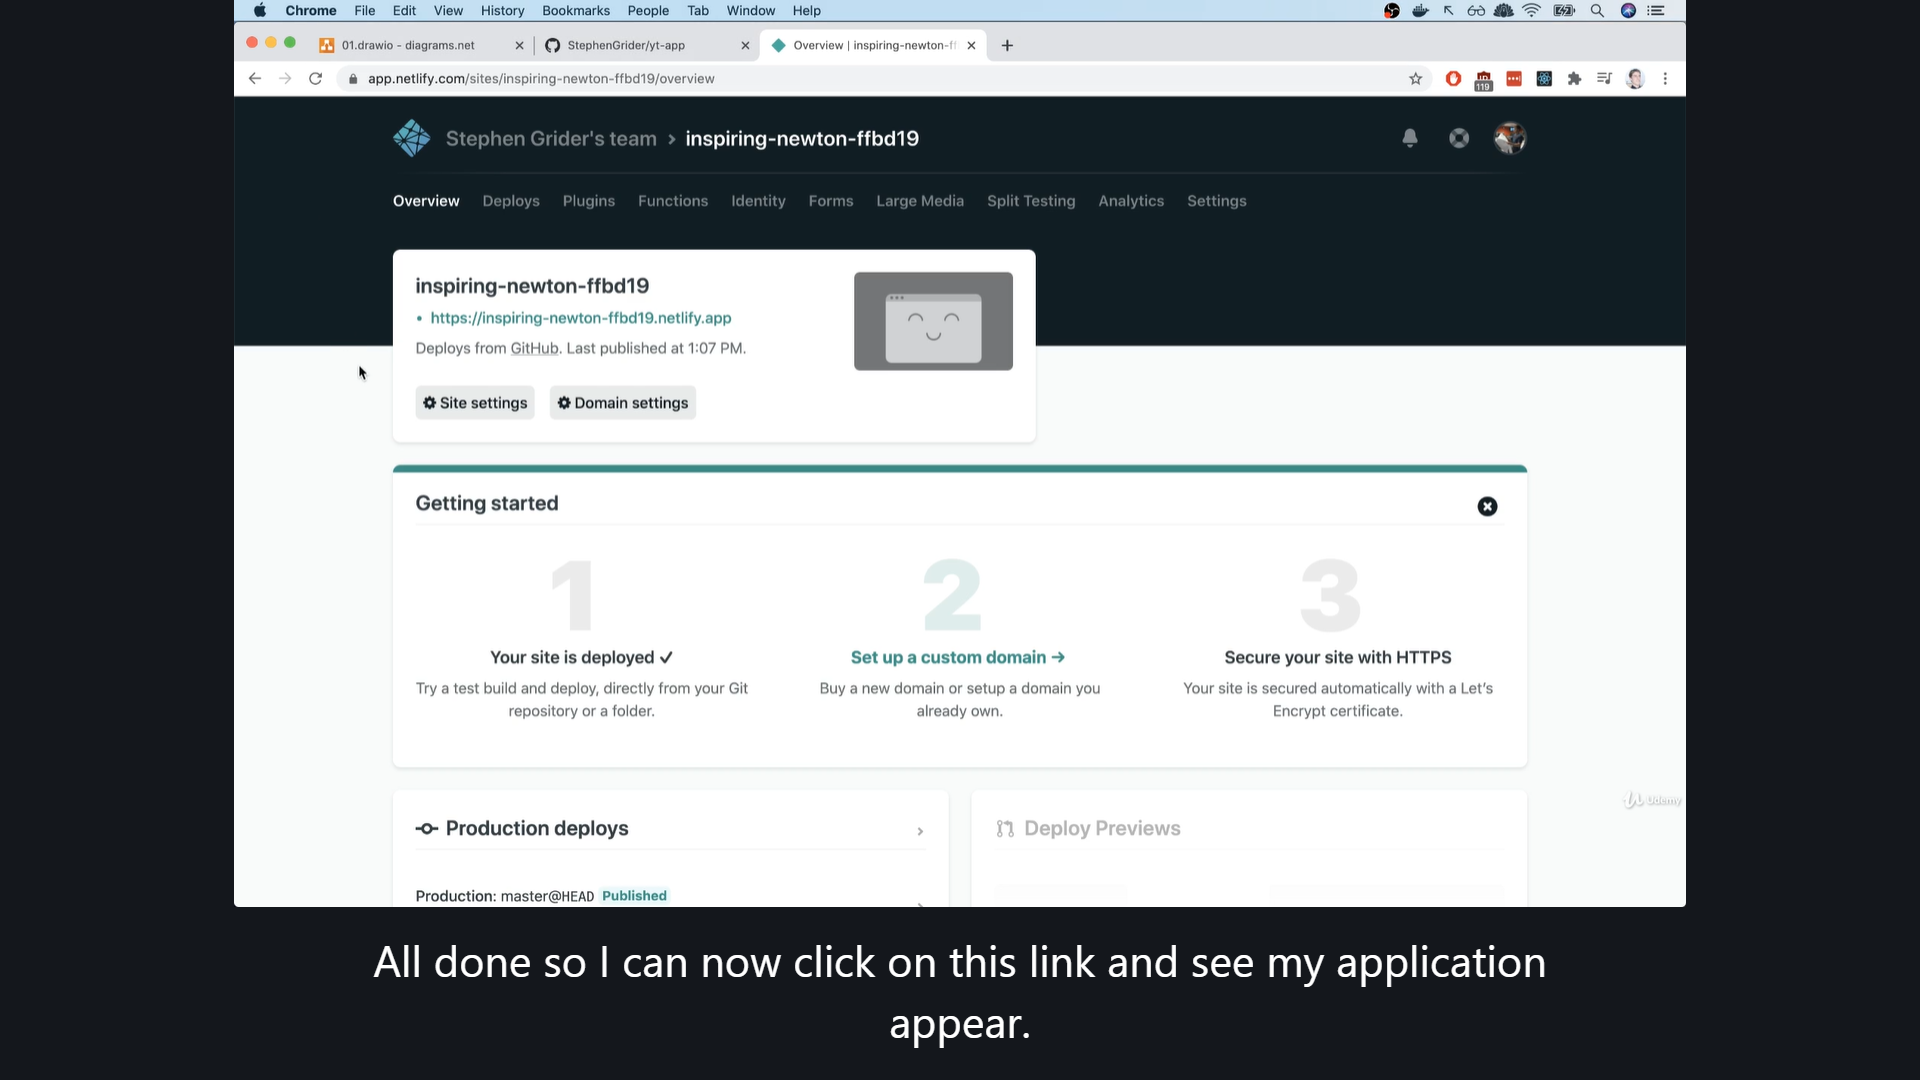 Chrome File Edit View History Bookmarks People Tab Window Help
01.drawio - diagrams.net
StephenGrider/yt-app
Overview | inspiring-newton-ff
app.netlify.com/sites/inspiring-newton-ffbd19/overview
119
Stephen Grider's team > inspiring-newton-ffbd19
Overview Deploys Plugins Functions Identity Forms Large Media Split Testing Analytics Settings
inspiring-newton-ffbd19
• https://inspiring-newton-ffbd19.netlify.app
Deploys from GitHub. Last published at 1:07 PM.
Site settings
Domain settings
Getting started
1
Your site is deployed ✓
Try a test build and deploy, directly from your Git
repository or a folder.
2
Set up a custom domain →
Buy a new domain or setup a domain you
already own.
3
Secure your site with HTTPS
Your site is secured automatically with a Let's
Encrypt certificate.
Udemy
Production deploys
Production: master@HEAD Published
Deploy Previews
All done so I can now click on this link and see my application
appear.